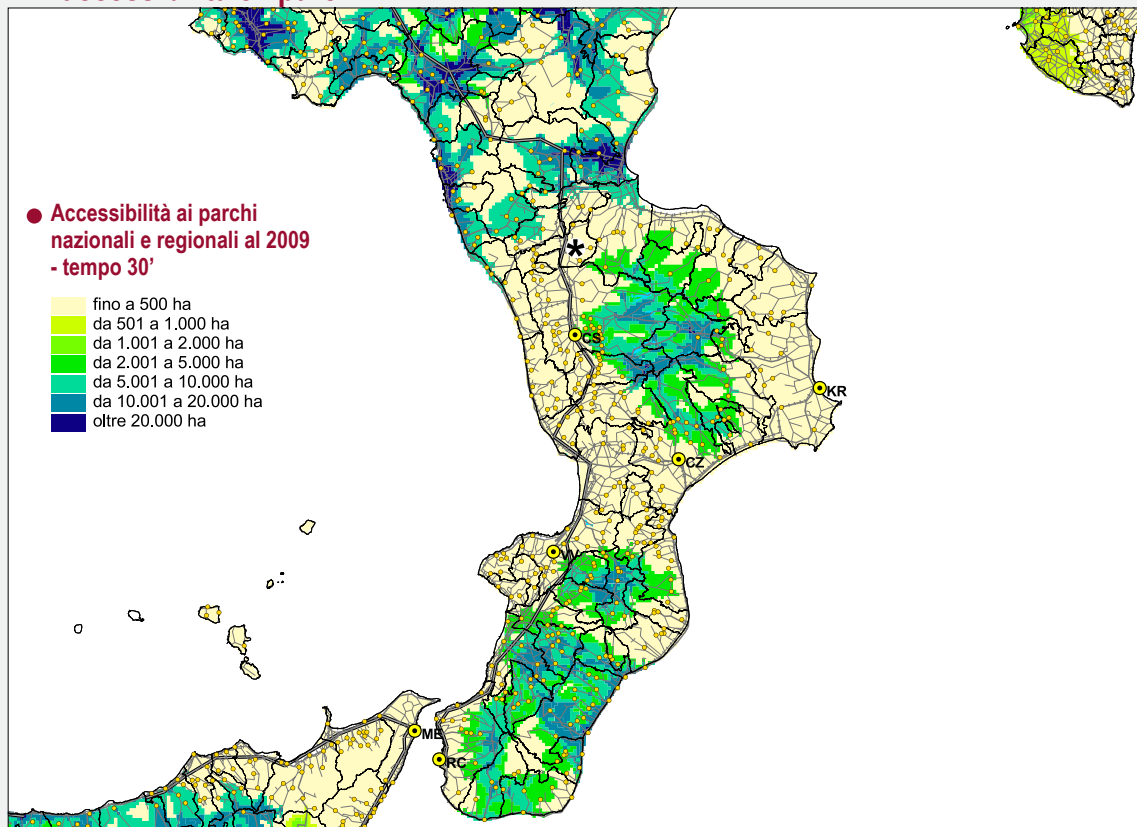 ● Accessibilità ai parchi
nazionali e regionali al 2009
- tempo 30’
fino a 500 ha
da 501 a 1.000 ha
da 1.001 a 2.000 ha
da 2.001 a 5.000 ha
da 5.001 a 10.000 ha
da 10.001 a 20.000 ha
oltre 20.000 ha
*
CS
KR
CZ
VV
ME
RC